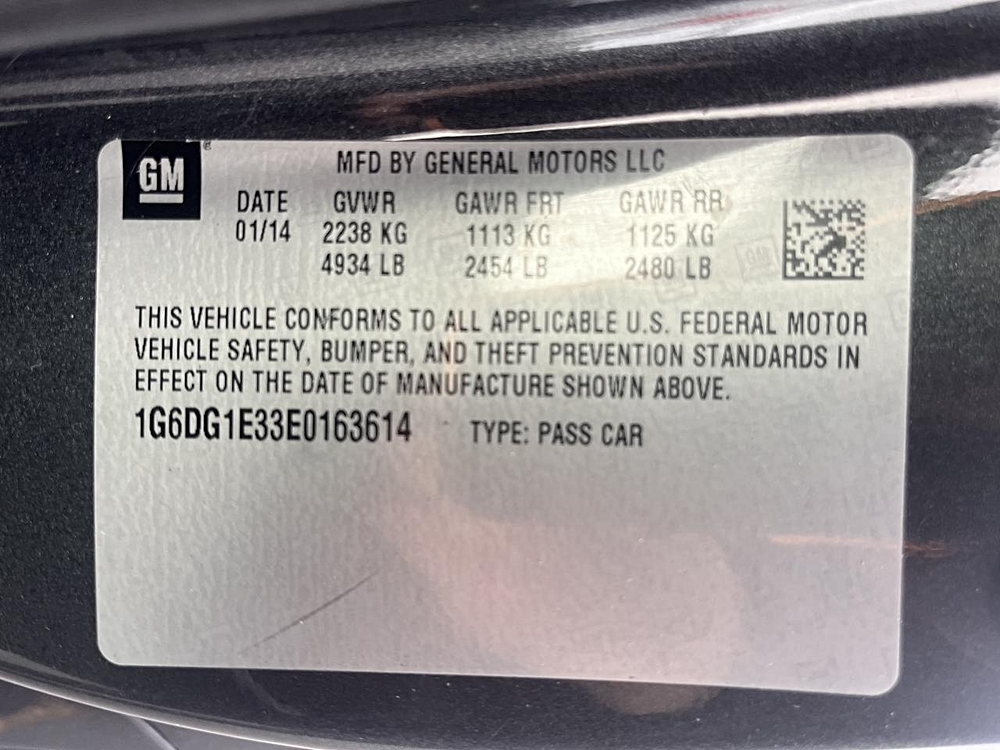 GM
MFD BY GENERAL MOTORS LLC
DATE GVWR GAWR FRT GAWR RR
01/14 2238 KG 1113 KG 1125 KG
4934 LB 2454 LB 2480 LB
THIS VEHICLE CONFORMS TO ALL APPLICABLE U.S. FEDERAL MOTOR
VEHICLE SAFETY, BUMPER, AND THEFT PREVENTION STANDARDS IN
EFFECT ON THE DATE OF MANUFACTURE SHOWN ABOVE.
1G6DG1E33E0163614 TYPE: PASS CAR